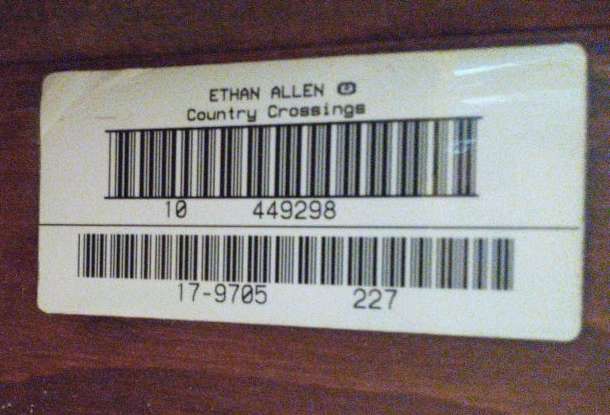 ETHAN ALLEN
Country Crossings
10 449298
17-9705 227